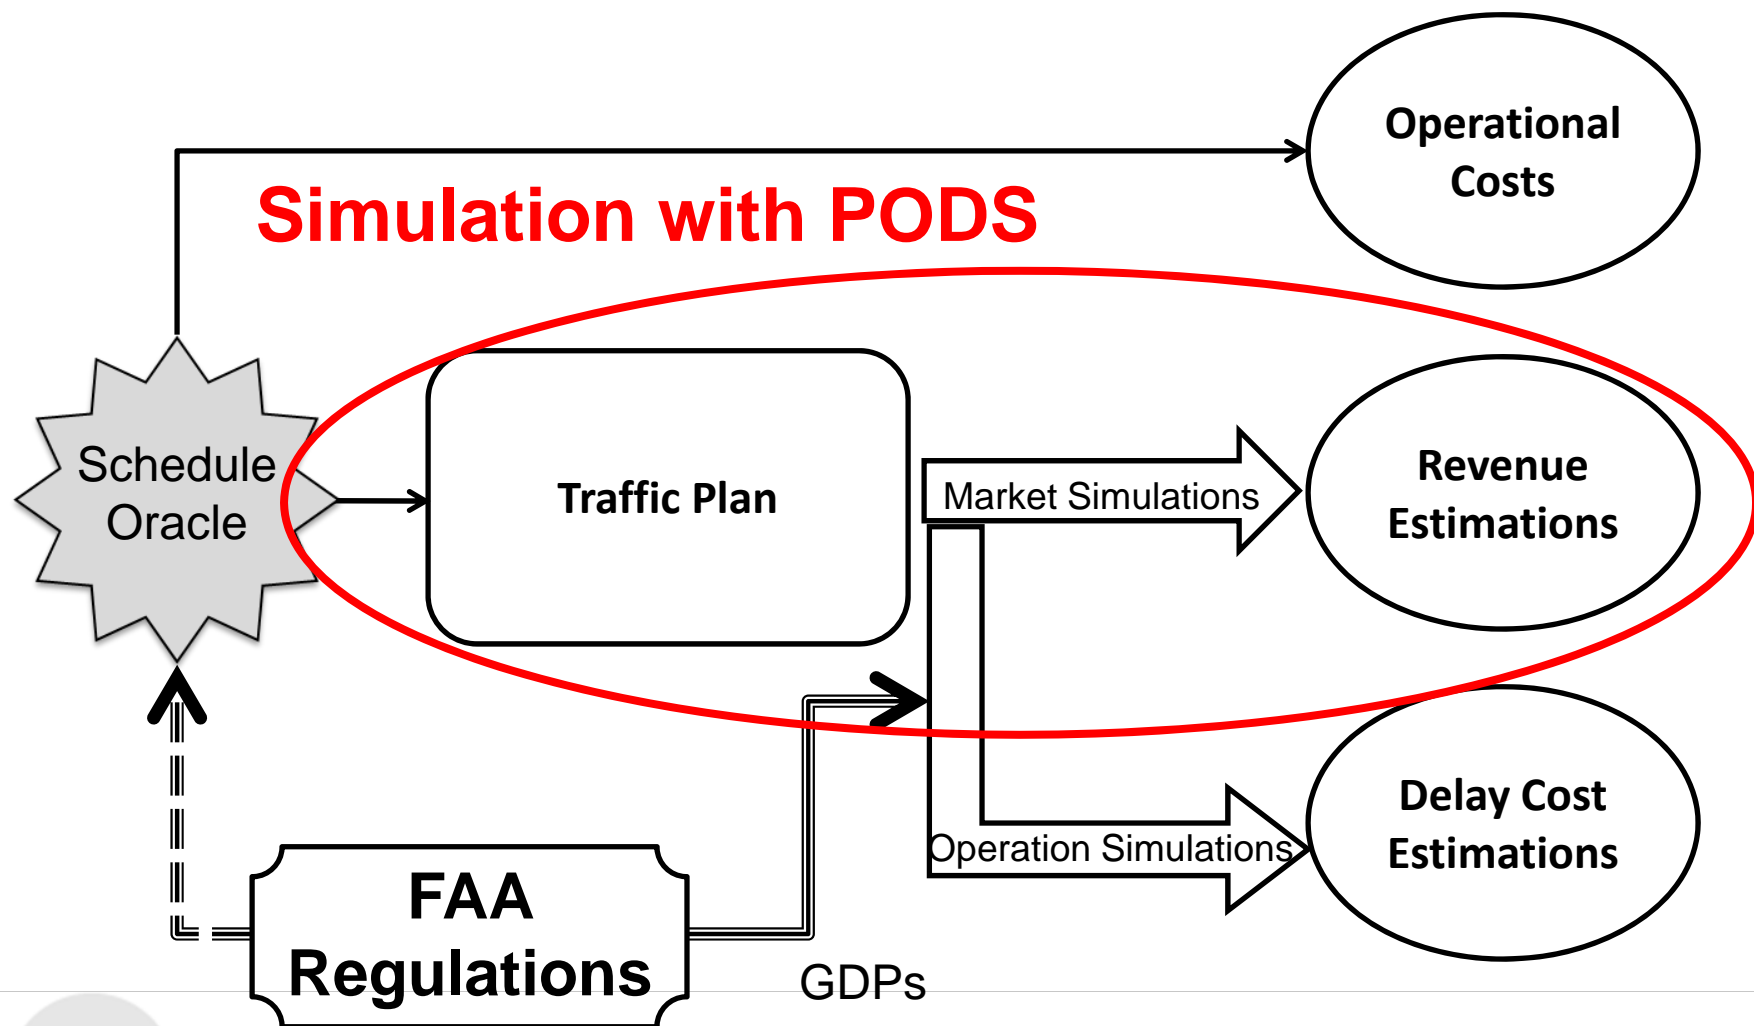 Operational
Costs
Simulation with PODS
Schedule
Oracle
Traffic Plan
Market Simulations
Revenue
Estimations
Operation Simulations
Delay Cost
Estimations
FAA
Regulations
GDPs